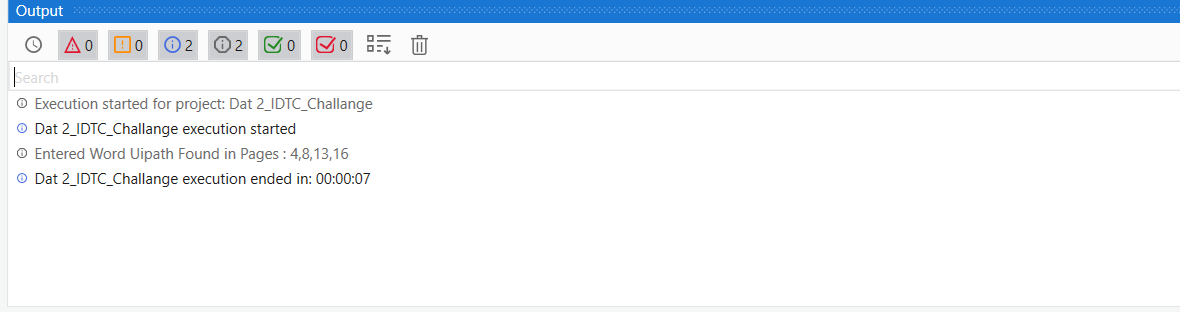 Output
0 0 2 2 0 0
Search
Execution started for project: Dat 2_IDTC_Challange
Dat 2_IDTC_Challange execution started
Entered Word Uipath Found in Pages : 4,8,13,16
Dat 2_IDTC_Challange execution ended in: 00:00:07